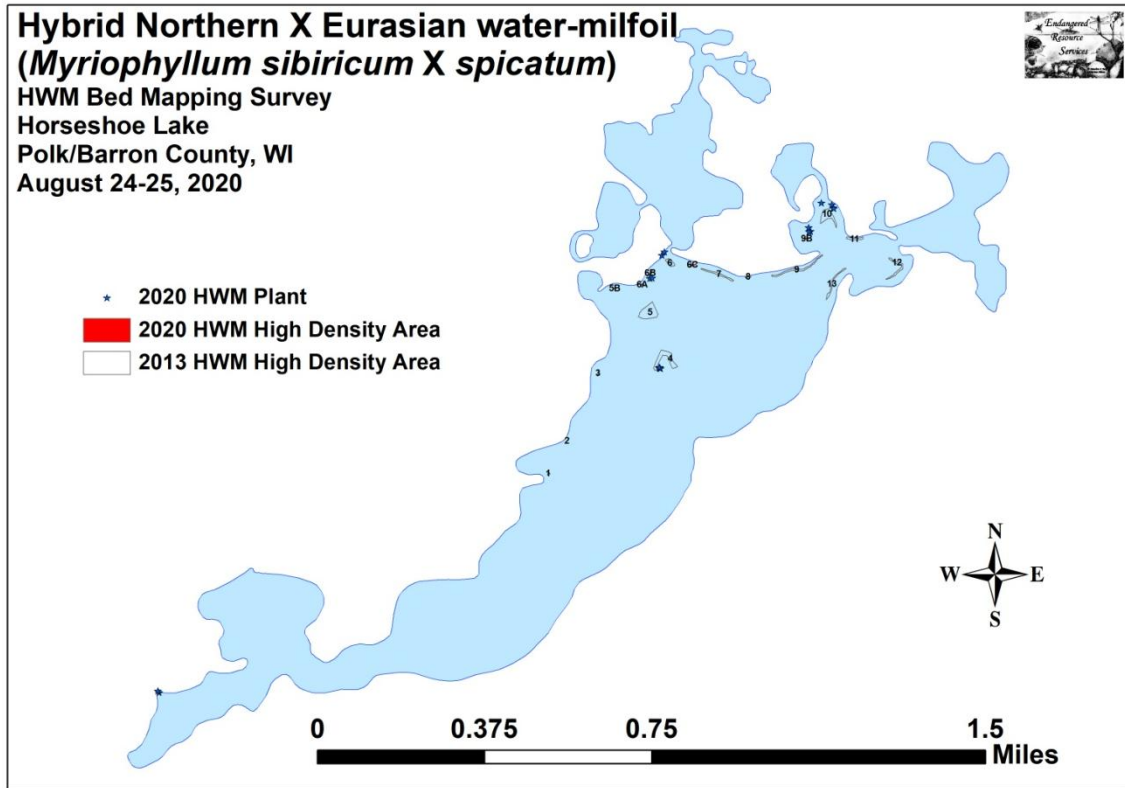 Hybrid Northern X Eurasian water-milfoil
(Myriophyllum sibiricum X spicatum)
HWM Bed Mapping Survey
Horseshoe Lake
Polk/Barron County, WI
August 24-25, 2020
Endangered
Resource
Services
2020 HWM Plant
2020 HWM High Density Area
2013 HWM High Density Area
10
9B
11
12
6
6C
6B
7
9
8
5B
6A
13
5
4
3
2
1
N
W
E
S
0
0.375
0.75
1.5
Miles